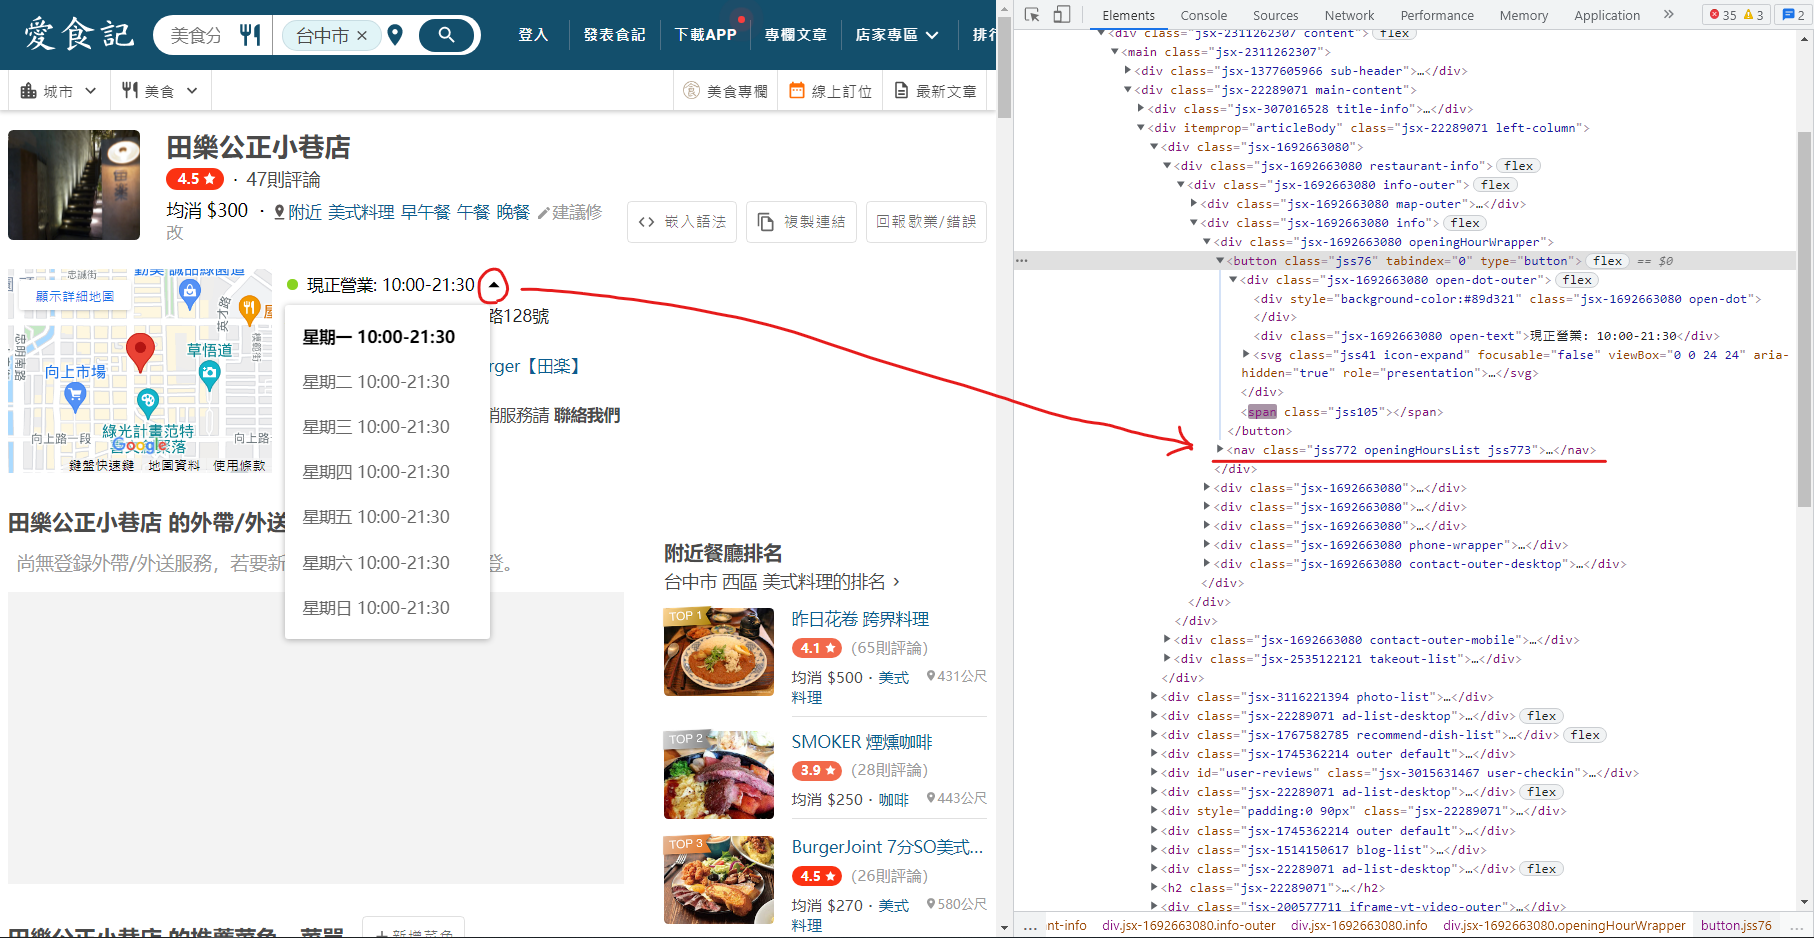 愛食記
美食分
台中市 ×
登入
發表食記
下載APP
專欄文章
店家專區
排行
城市
美食
美食專欄
線上訂位
最新文章
田樂公正小巷店
4.5 ★ · 47則評論
均消 $300 · 附近 美式料理 早午餐 午餐 晚餐 建議修改
<> 嵌入語法
複製連結
回報歇業/錯誤
顯示詳細地圖
忠誠街
英才路
向上市場
草悟道
綠光計畫范特
向上路一段
向上路
Google
鍵盤快速鍵 地圖資料 使用條款
現正營業: 10:00-21:30
路128號
rger【田楽】
銷服務請 聯絡我們
星期一 10:00-21:30
星期二 10:00-21:30
星期三 10:00-21:30
星期四 10:00-21:30
星期五 10:00-21:30
星期六 10:00-21:30
星期日 10:00-21:30
田樂公正小巷店 的外帶/外送
尚無登錄外帶/外送服務，若要新
登。
附近餐廳排名
台中市 西區 美式料理的排名 ›
TOP 1
昨日花卷 跨界料理
4.1 ★ (65則評論)
均消 $500 · 美式料理
431公尺
TOP 2
SMOKER 煙燻咖啡
3.9 ★ (28則評論)
均消 $250 · 咖啡
443公尺
TOP 3
BurgerJoint 7分SO美式...
4.5 ★ (26則評論)
均消 $270 · 美式料理
580公尺
田樂公正小巷店 的推薦菜色、菜單
+ 新增菜色
Elements Console Sources Network Performance Memory Application » 35 3 2
<div class="jsx-2311262307 content"> flex
<main class="jsx-2311262307">
<div class="jsx-1377605966 sub-header">…</div>
<div class="jsx-22289071 main-content">
<div class="jsx-307016528 title-info">…</div>
<div itemprop="articleBody" class="jsx-22289071 left-column">
<div class="jsx-1692663080">
<div class="jsx-1692663080 restaurant-info"> flex
<div class="jsx-1692663080 info-outer"> flex
<div class="jsx-1692663080 map-outer">…</div>
<div class="jsx-1692663080 info"> flex
<div class="jsx-1692663080 openingHourWrapper">
<button class="jss76" tabindex="0" type="button"> flex == $0
<div class="jsx-1692663080 open-dot-outer"> flex
<div style="background-color:#89d321" class="jsx-1692663080 open-dot">
</div>
<div class="jsx-1692663080 open-text">現正營業: 10:00-21:30</div>
<svg class="jss41 icon-expand" focusable="false" viewBox="0 0 24 24" aria-
hidden="true" role="presentation">…</svg>
</div>
<span class="jss105"></span>
</button>
<nav class="jss772 openingHoursList jss773">…</nav>
</div>
<div class="jsx-1692663080">…</div>
<div class="jsx-1692663080">…</div>
<div class="jsx-1692663080">…</div>
<div class="jsx-1692663080 phone-wrapper">…</div>
<div class="jsx-1692663080 contact-outer-desktop">…</div>
</div>
</div>
</div>
<div class="jsx-1692663080 contact-outer-mobile">…</div>
<div class="jsx-2535122121 takeout-list">…</div>
</div>
<div class="jsx-3116221394 photo-list">…</div>
<div class="jsx-22289071 ad-list-desktop">…</div> flex
<div class="jsx-1767582785 recommend-dish-list">…</div> flex
<div class="jsx-1745362214 outer default">…</div>
<div id="user-reviews" class="jsx-3015631467 user-checkin">…</div>
<div class="jsx-22289071 ad-list-desktop">…</div> flex
<div style="padding:0 90px" class="jsx-22289071">…</div>
<div class="jsx-1745362214 outer default">…</div>
<div class="jsx-1514150617 blog-list">…</div>
<div class="jsx-22289071 ad-list-desktop">…</div> flex
<h2 class="jsx-22289071">…</h2>
<div class="jsx-200577711 iframe-yt-video-outer">…</div>
… nt-info div.jsx-1692663080.info-outer div.jsx-1692663080.info div.jsx-1692663080.openingHourWrapper button.jss76 …